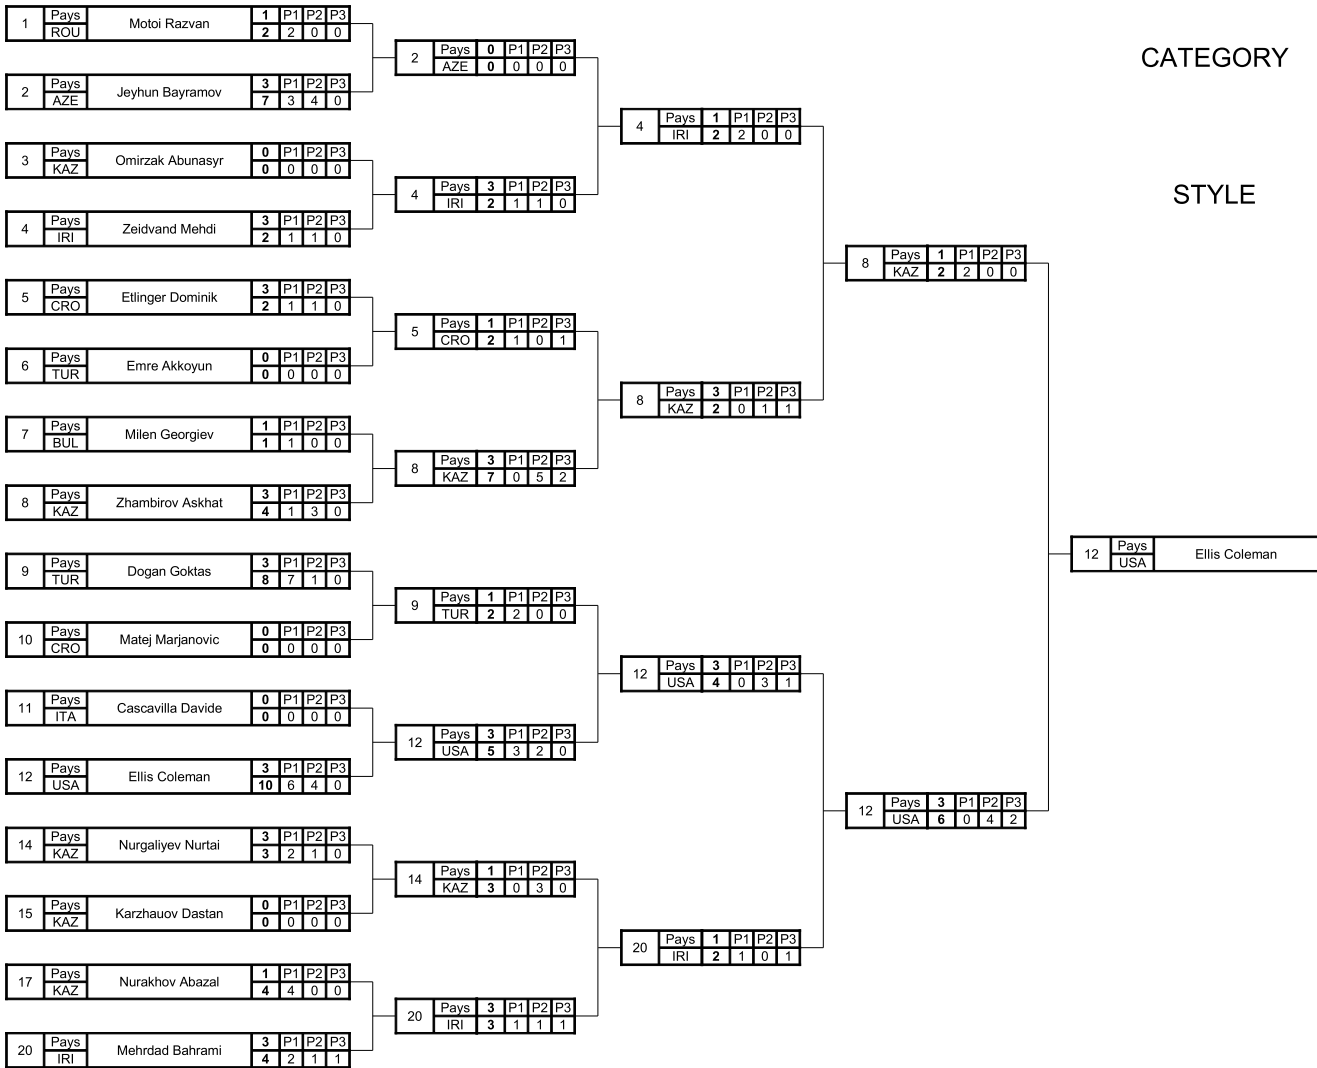 1 Pays Motoi Razvan 1 P1 P2 P3
ROU 2 2 0 0
2 Pays Jeyhun Bayramov 3 P1 P2 P3
AZE 7 3 4 0
3 Pays Omirzak Abunasyr 0 P1 P2 P3
KAZ 0 0 0 0
4 Pays Zeidvand Mehdi 3 P1 P2 P3
IRI 2 1 1 0
5 Pays Etlinger Dominik 3 P1 P2 P3
CRO 2 1 1 0
6 Pays Emre Akkoyun 0 P1 P2 P3
TUR 0 0 0 0
7 Pays Milen Georgiev 1 P1 P2 P3
BUL 1 1 0 0
8 Pays Zhambirov Askhat 3 P1 P2 P3
KAZ 4 1 3 0
9 Pays Dogan Goktas 3 P1 P2 P3
TUR 8 7 1 0
10 Pays Matej Marjanovic 0 P1 P2 P3
CRO 0 0 0 0
11 Pays Cascavilla Davide 0 P1 P2 P3
ITA 0 0 0 0
12 Pays Ellis Coleman 3 P1 P2 P3
USA 10 6 4 0
14 Pays Nurgaliyev Nurtai 3 P1 P2 P3
KAZ 3 2 1 0
15 Pays Karzhauov Dastan 0 P1 P2 P3
KAZ 0 0 0 0
17 Pays Nurakhov Abazal 1 P1 P2 P3
KAZ 4 4 0 0
20 Pays Mehrdad Bahrami 3 P1 P2 P3
IRI 4 2 1 1
2 Pays 0 P1 P2 P3
AZE 0 0 0 0
4 Pays 3 P1 P2 P3
IRI 2 1 1 0
5 Pays 1 P1 P2 P3
CRO 2 1 0 1
8 Pays 3 P1 P2 P3
KAZ 7 0 5 2
9 Pays 1 P1 P2 P3
TUR 2 2 0 0
12 Pays 3 P1 P2 P3
USA 5 3 2 0
14 Pays 1 P1 P2 P3
KAZ 3 0 3 0
20 Pays 3 P1 P2 P3
IRI 3 1 1 1
4 Pays 1 P1 P2 P3
IRI 2 2 0 0
8 Pays 3 P1 P2 P3
KAZ 2 0 1 1
12 Pays 3 P1 P2 P3
USA 4 0 3 1
20 Pays 1 P1 P2 P3
IRI 2 1 0 1
8 Pays 1 P1 P2 P3
KAZ 2 2 0 0
12 Pays 3 P1 P2 P3
USA 6 0 4 2
CATEGORY
STYLE
12 Pays Ellis Coleman
USA